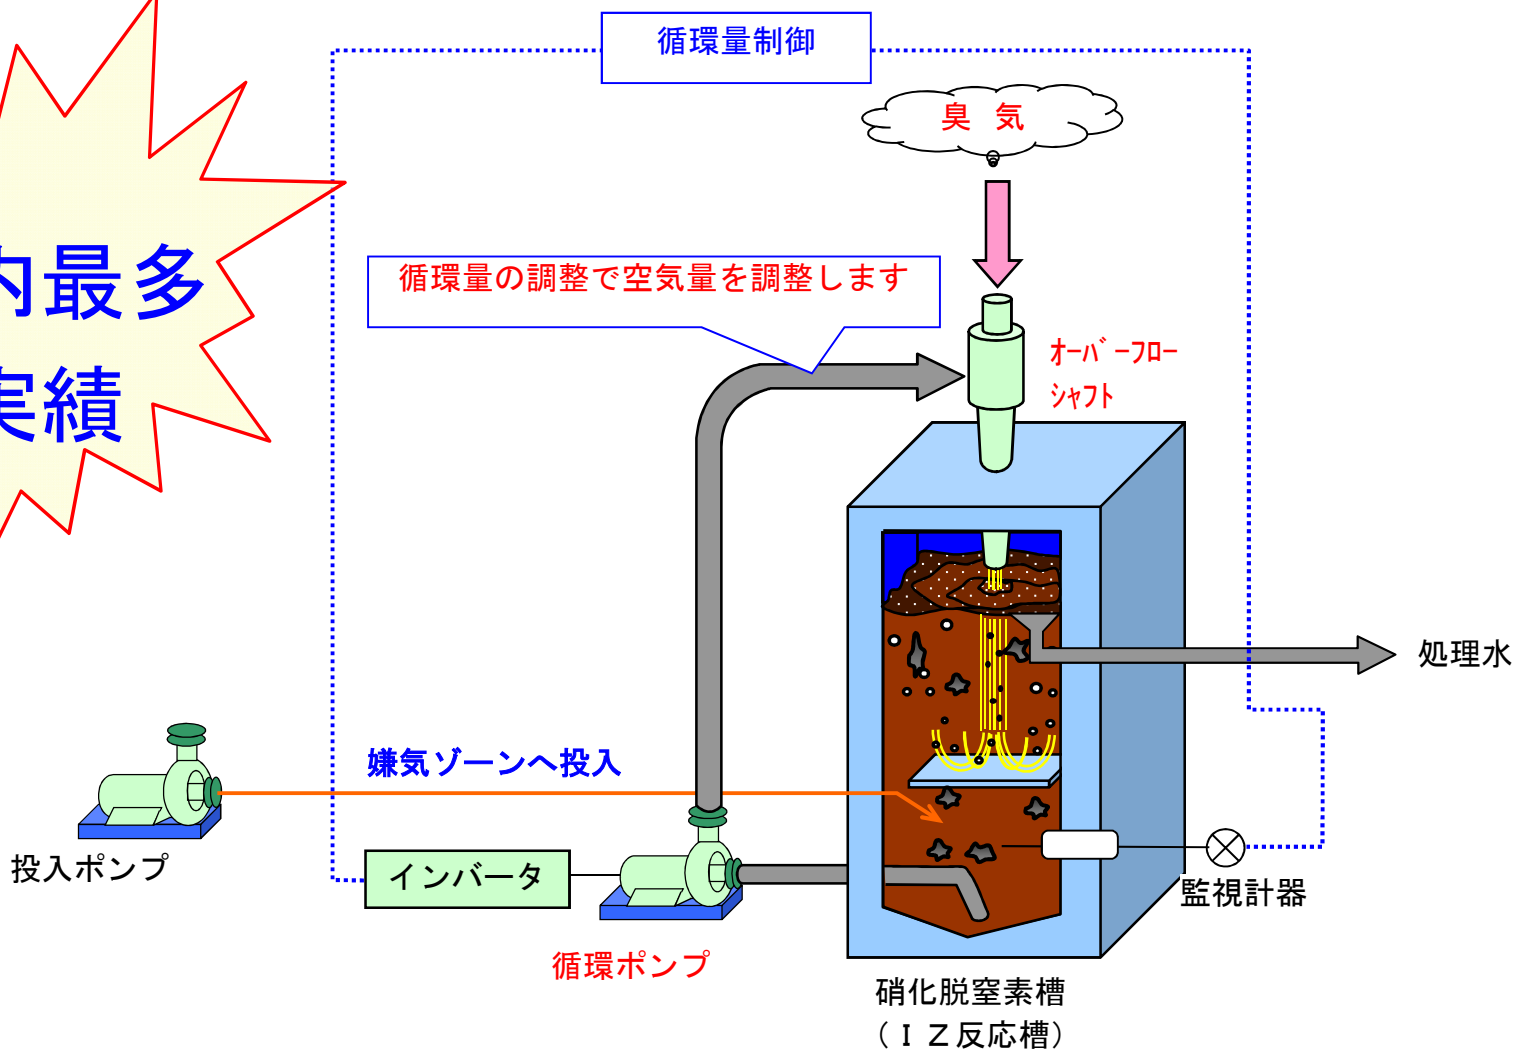 循環量制御
臭 気
内最多
実績
循環量の調整で空気量を調整します
オーバーフロー
シャフト
処理水
嫌気ゾーンへ投入
投入ポンプ
インバータ
監視計器
循環ポンプ
硝化脱窒素槽
（ＩＺ反応槽）